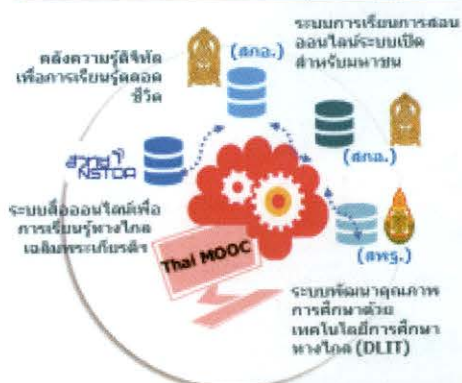 คลังความรู้ดิจิทัล
เพื่อการเรียนรู้ตลอด
ชีวิต
(สกอ.)
ระบบการเรียนการสอน
ออนไลน์ระบบเปิด
สำหรับมหาชน
(สกอ.)
สวทช
NSTDA
ระบบสื่อออนไลน์เพื่อ
การเรียนรู้ทางไกล
เฉลิมพระเกียรติฯ
Thai MOOC
(สพฐ.)
ระบบพัฒนาคุณภาพ
การศึกษาด้วย
เทคโนโลยีการศึกษา
ทางไกล (DLIT)